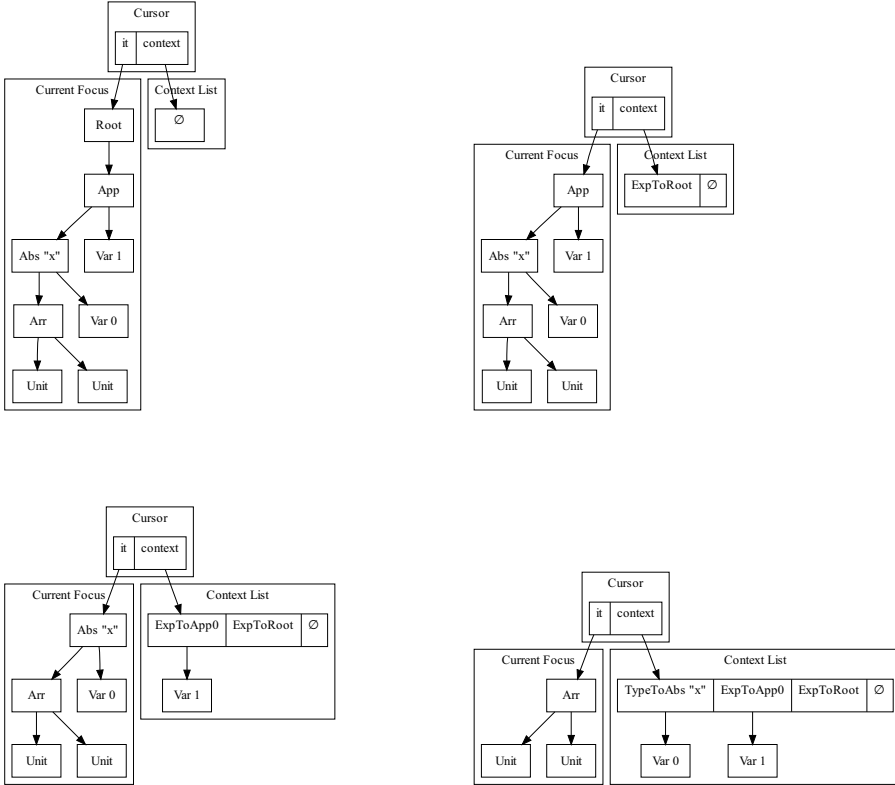 Cursor
it context
Current Focus
Context List
∅
Root
App
Abs "x"
Var 1
Arr
Var 0
Unit
Unit
Cursor
it context
Current Focus
Context List
App
ExpToRoot ∅
Abs "x"
Var 1
Arr
Var 0
Unit
Unit
Cursor
it context
Current Focus
Context List
Abs "x"
ExpToApp0 ExpToRoot ∅
Arr
Var 0
Var 1
Unit
Unit
Cursor
it context
Current Focus
Context List
Arr
TypeToAbs "x" ExpToApp0 ExpToRoot ∅
Unit
Unit
Var 0
Var 1